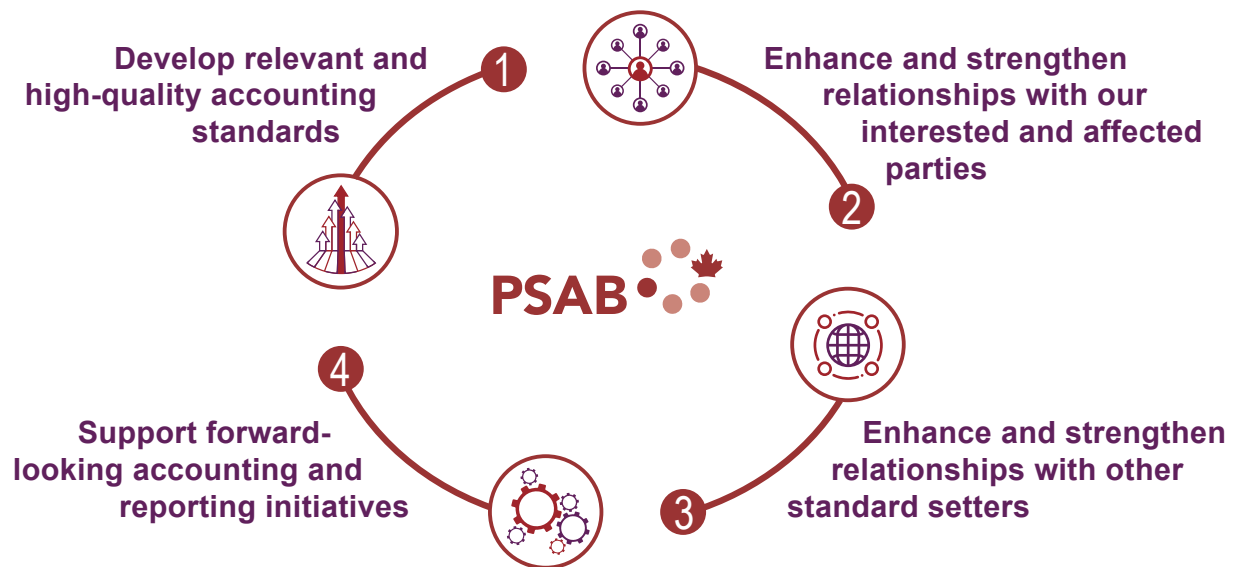 1
Develop relevant and
high-quality accounting
standards
Enhance and strengthen
relationships with our
interested and affected
parties
2
PSAB
Enhance and strengthen
relationships with other
standard setters
3
4
Support forward-
looking accounting and
reporting initiatives